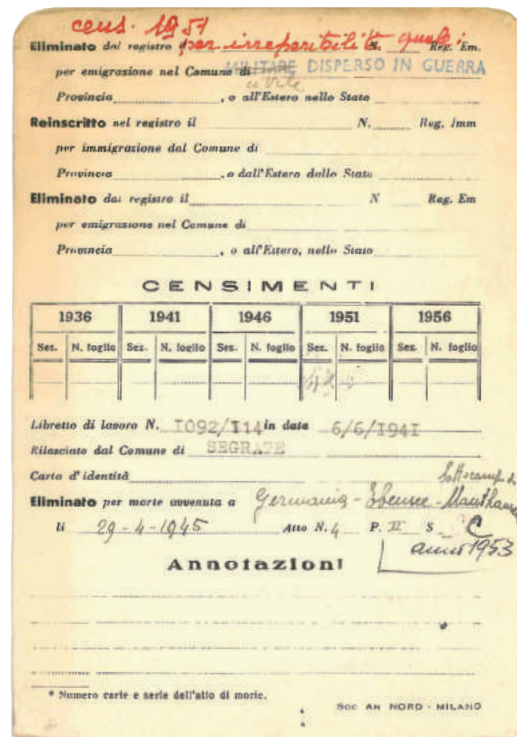 cens. 1951
Eliminato dal registro per irreperibilità quale: N. Reg. Em.
per emigrazione nel Comune di MILITARE DISPERSO IN GUERRA
civile
Provincia , o all'Estero nello Stato
Reinscritto nel registro il N. Reg. Imm
per immigrazione dal Comune di
Provincia , o dall'Estero dallo Stato
Eliminato dal registro il N Reg. Em
per emigrazione nel Comune di
Provincia , o all'Estero, nello Stato
CENSIMENTI
1936 1941 1946 1951 1956
Sez. N. foglio Sez. N. foglio Sez. N. foglio Sez. N. foglio Sez. N. foglio
Libretto di lavoro N. I092/I14 in data 6/6/194I
Rilasciato dal Comune di SEGRATE
Carta d'identità
Sottocampo di
Eliminato per morte avvenuta a Germania - Ebensee - Mauthausen
li 29-4-1945 Atto N. 4 P. II S C
anno 1953
Annotazioni
* Numero carte e serie dell'atto di morte.
Soc AN NORD - MILANO